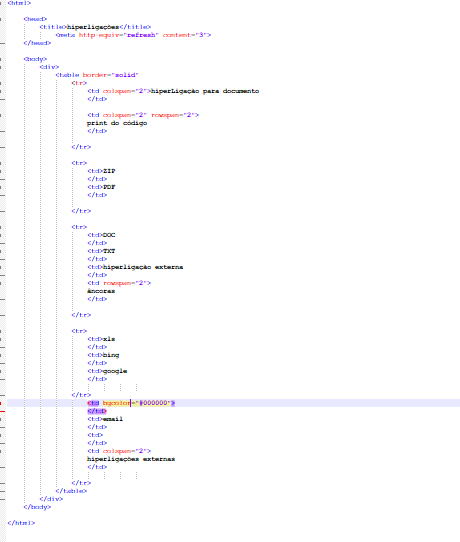 <html>
<head>
<title>hiperligações</title>
<meta http-equiv="refresh" content="3">
</head>
<body>
<div>
<table border="solid"
<tr>
<td colspan="2">hiperLigação para documento
</td>
<td colspan="2" rowspan="2">
print do código
</td>
</tr>
<tr>
<td>ZIP
</td>
<td>PDF
</td>
</tr>
<tr>
<td>DOC
</td>
<td>TXT
</td>
<td>hiperligação externa
</td>
<td rowspan="2">
âncoras
</td>
</tr>
<tr>
<td>xls
</td>
<td>bing
</td>
<td>google
</td>
</tr>
<td bgcolor="#000000">
</td>
<td>email
</td>
<td>
</td>
<td colspan="2">
hiperligações externas
</td>
</tr>
</table>
</div>
</body>
</html>